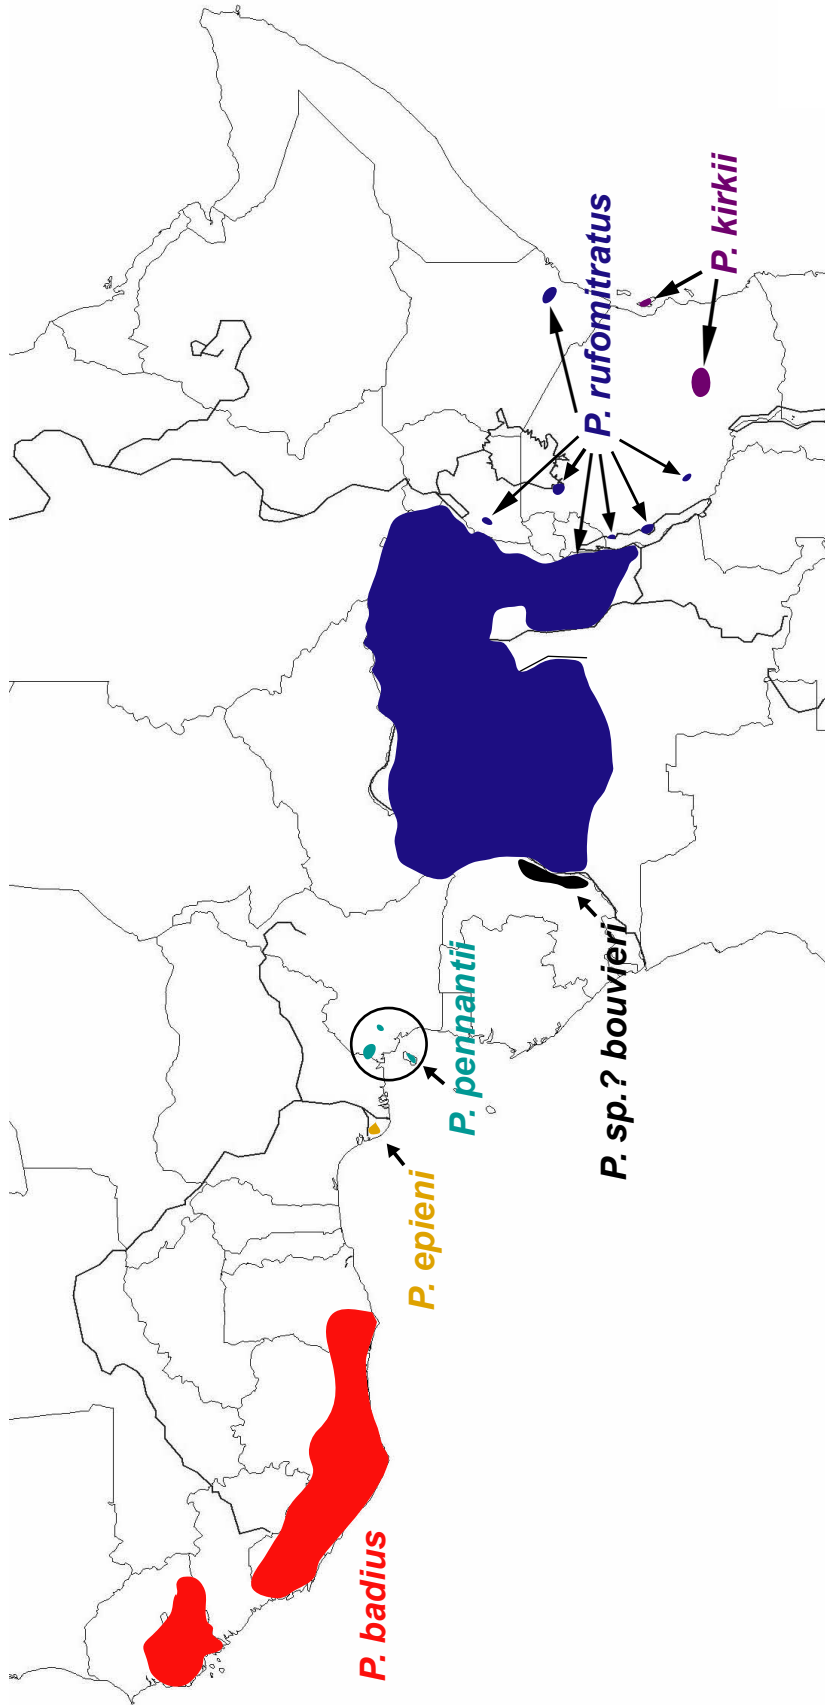 P. kirkii
P. rufomitratus
P. pennantii
P. sp.? bouvieri
P. epieni
P. badius